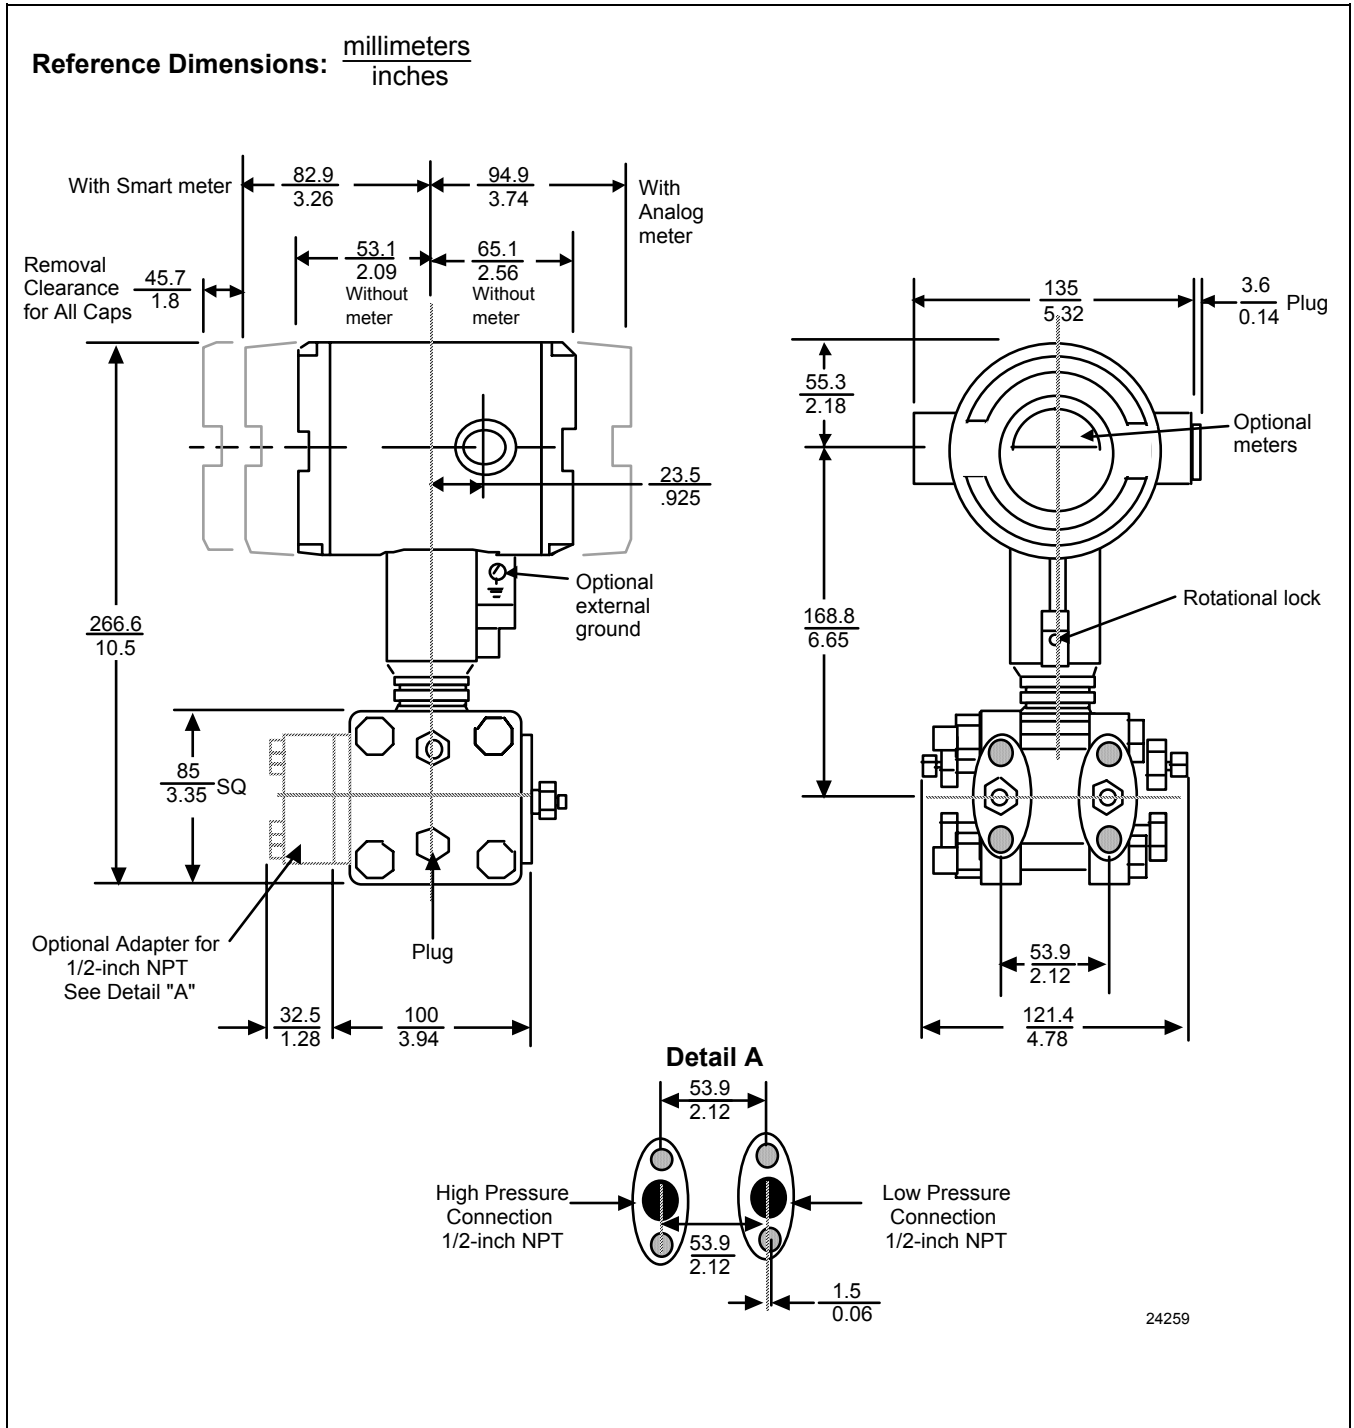 Reference Dimensions: millimeters
inches
With Smart meter
82.9
3.26
94.9
3.74
With
Analog
meter
53.1
2.09
Without
meter
65.1
2.56
Without
meter
Removal
Clearance
for All Caps
45.7
1.8
135
5.32
3.6
0.14
Plug
55.3
2.18
Optional
meters
23.5
.925
Optional
external
ground
266.6
10.5
168.8
6.65
Rotational lock
85
3.35
SQ
Optional Adapter for
1/2-inch NPT
See Detail "A"
Plug
53.9
2.12
32.5
1.28
100
3.94
121.4
4.78
Detail A
53.9
2.12
High Pressure
Connection
1/2-inch NPT
Low Pressure
Connection
1/2-inch NPT
53.9
2.12
1.5
0.06
24259